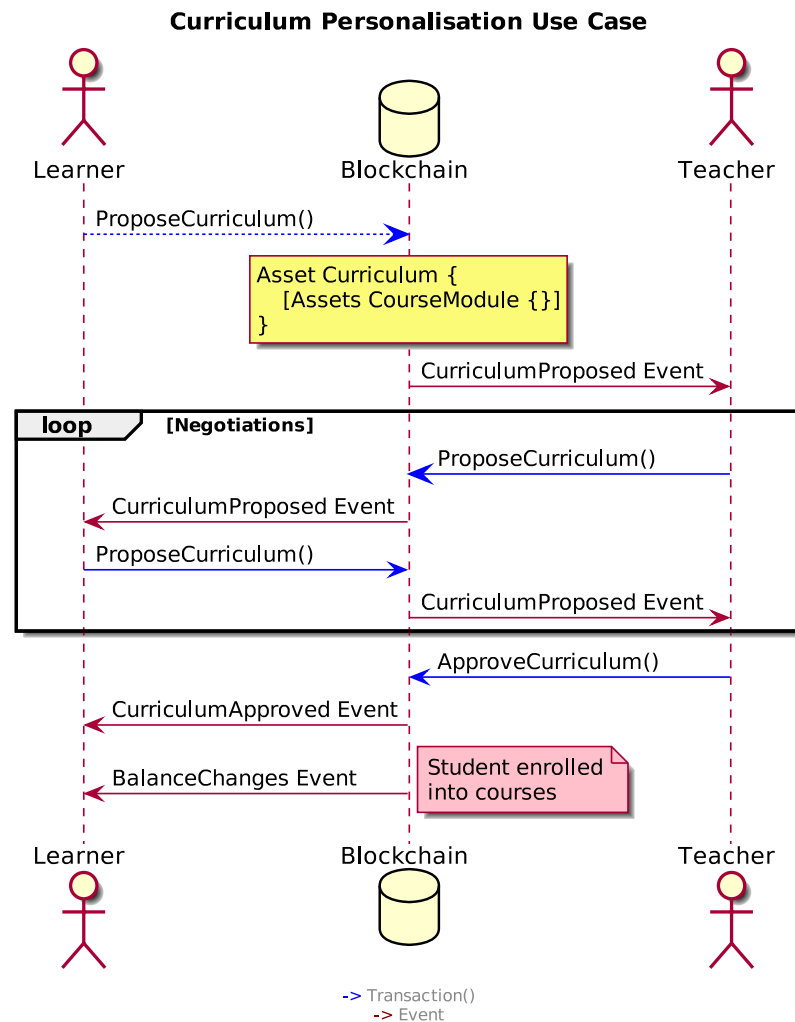 Curriculum Personalisation Use Case
Learner
Blockchain
Teacher
ProposeCurriculum()
Asset Curriculum {
[Assets CourseModule {}]
}
CurriculumProposed Event
loop [Negotiations]
ProposeCurriculum()
CurriculumProposed Event
ProposeCurriculum()
CurriculumProposed Event
ApproveCurriculum()
CurriculumApproved Event
BalanceChanges Event
Student enrolled
into courses
Learner
Blockchain
Teacher
-> Transaction()
-> Event